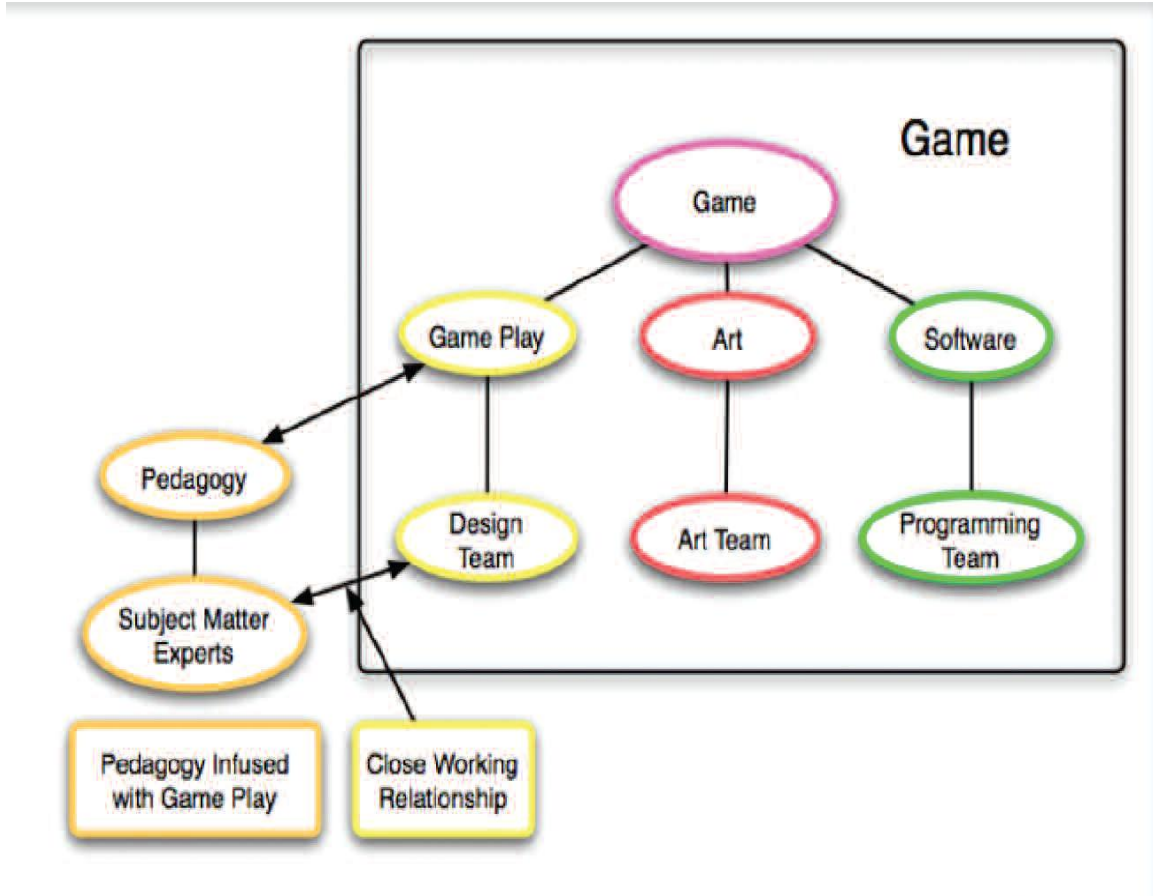 Game
Game
Game Play
Art
Software
Pedagogy
Design
Team
Art Team
Programming
Team
Subject Matter
Experts
Pedagogy Infused
with Game Play
Close Working
Relationship